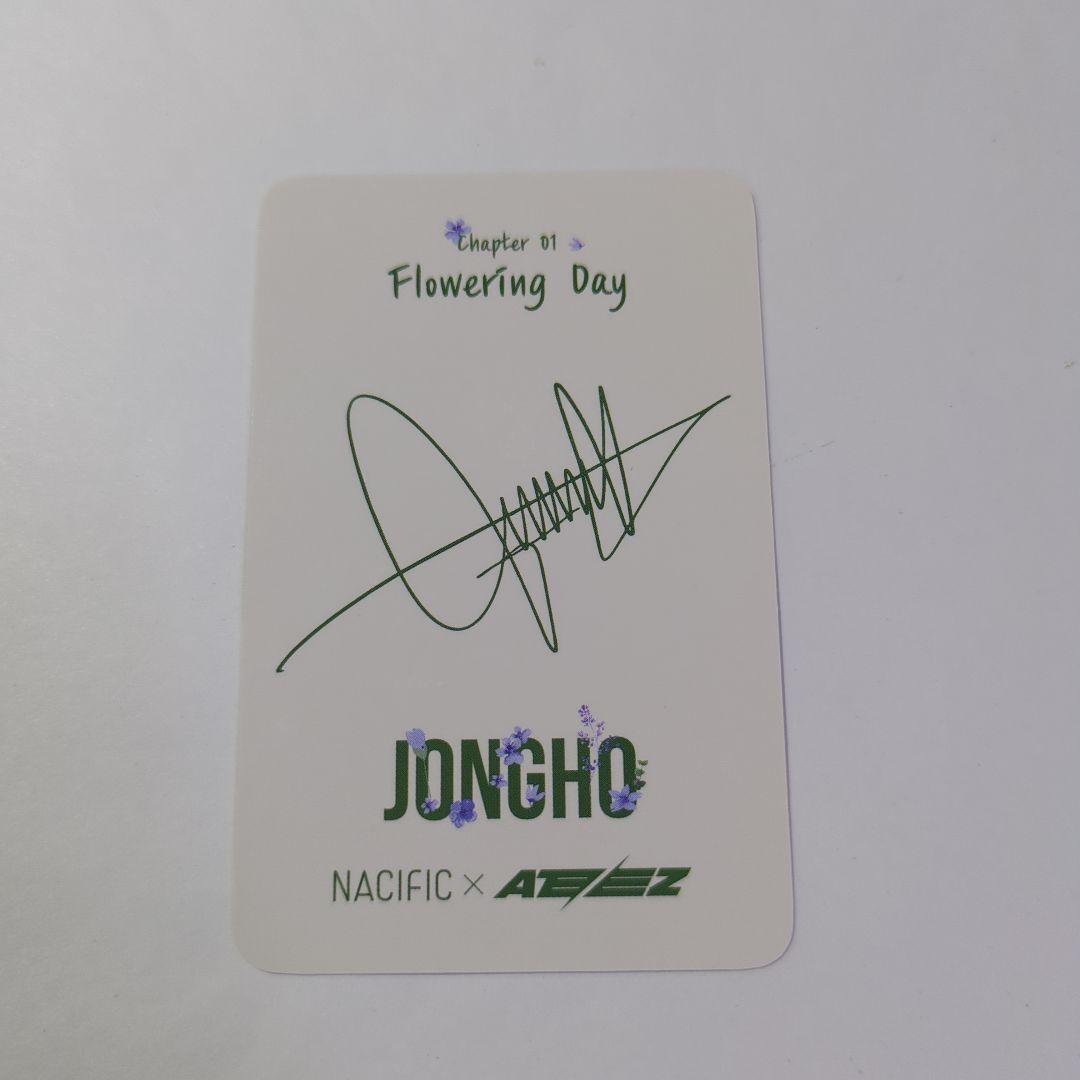 Chapter 01
Flowering Day
JONGHO
NACIFIC × ATEEZ